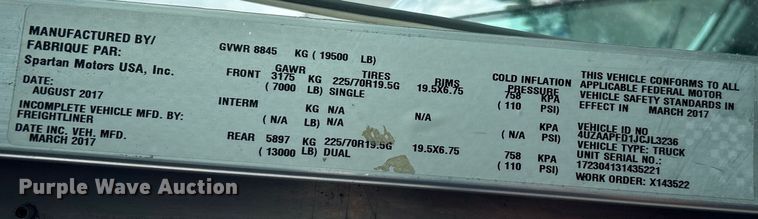 MANUFACTURED BY/
FABRIQUE PAR:
Spartan Motors USA, Inc.
DATE:
AUGUST 2017
INCOMPLETE VEHICLE MFD. BY:
FREIGHTLINER
DATE INC. VEH. MFD.
MARCH 2017
GVWR 8845 KG ( 19500 LB)
GAWR TIRES RIMS COLD INFLATION PRESSURE
FRONT 3175 KG 225/70R19.5G 19.5X6.75 758 KPA
( 7000 LB) SINGLE ( 110 PSI)
INTERM KG N/A KPA
( N/A LB) N/A ( N/A PSI)
REAR 5897 KG 225/70R19.5G 19.5X6.75 758 KPA
( 13000 LB) DUAL ( 110 PSI)
THIS VEHICLE CONFORMS TO ALL
APPLICABLE FEDERAL MOTOR
VEHICLE SAFETY STANDARDS IN
EFFECT IN MARCH 2017
VEHICLE ID NO
4UZAAPFD1JCJL3236
VEHICLE TYPE: TRUCK
UNIT SERIAL NO.:
172304131435221
WORK ORDER: X143522
Purple Wave Auction